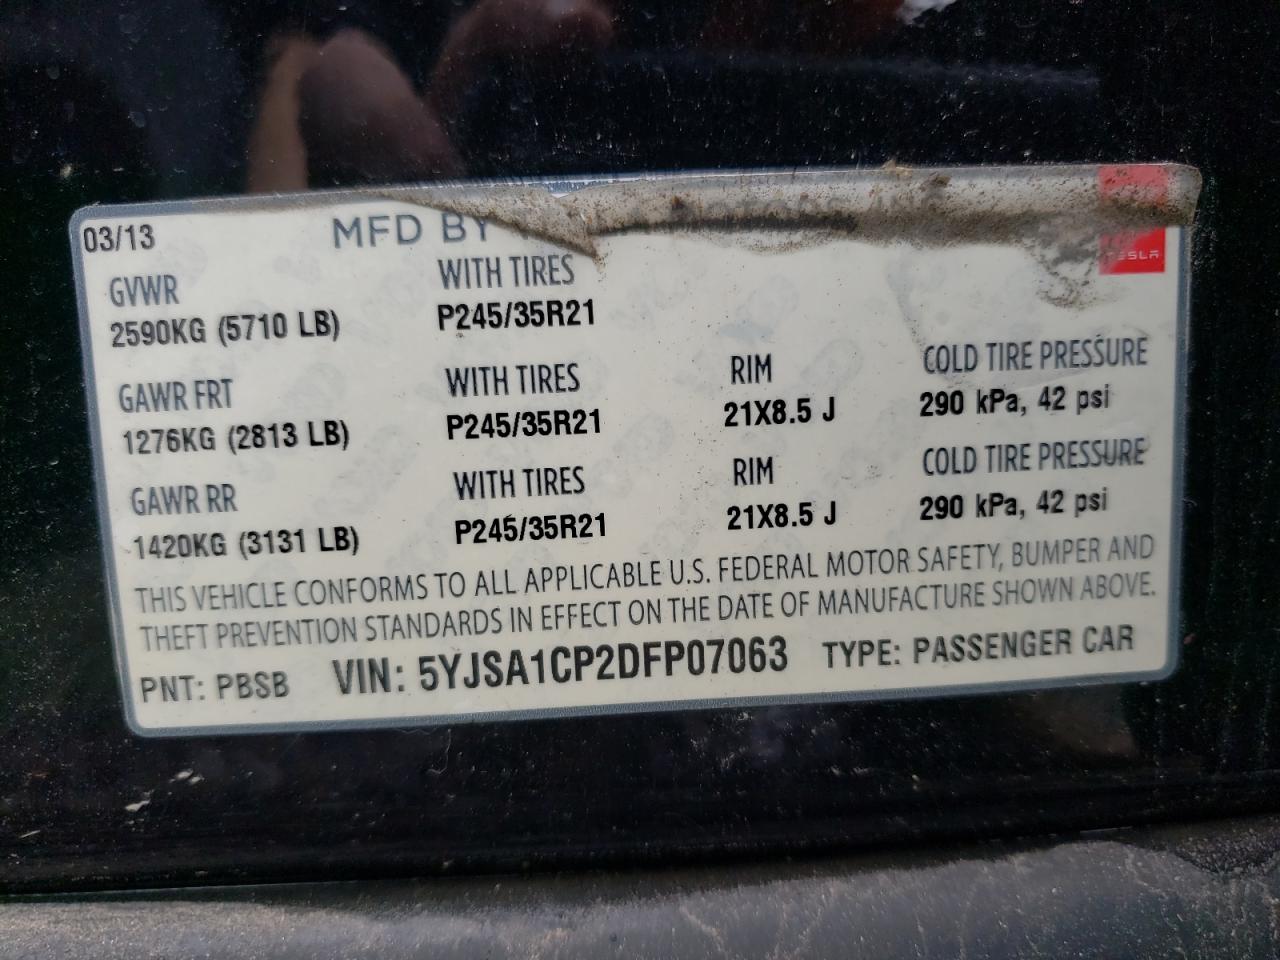 03/13 MFD BY TESLA MOTORS, INC.
TESLA
GVWR WITH TIRES
2590KG (5710 LB) P245/35R21
GAWR FRT WITH TIRES RIM COLD TIRE PRESSURE
1276KG (2813 LB) P245/35R21 21X8.5 J 290 kPa, 42 psi
GAWR RR WITH TIRES RIM COLD TIRE PRESSURE
1420KG (3131 LB) P245/35R21 21X8.5 J 290 kPa, 42 psi
THIS VEHICLE CONFORMS TO ALL APPLICABLE U.S. FEDERAL MOTOR SAFETY, BUMPER AND
THEFT PREVENTION STANDARDS IN EFFECT ON THE DATE OF MANUFACTURE SHOWN ABOVE.
PNT: PBSB VIN: 5YJSA1CP2DFP07063 TYPE: PASSENGER CAR